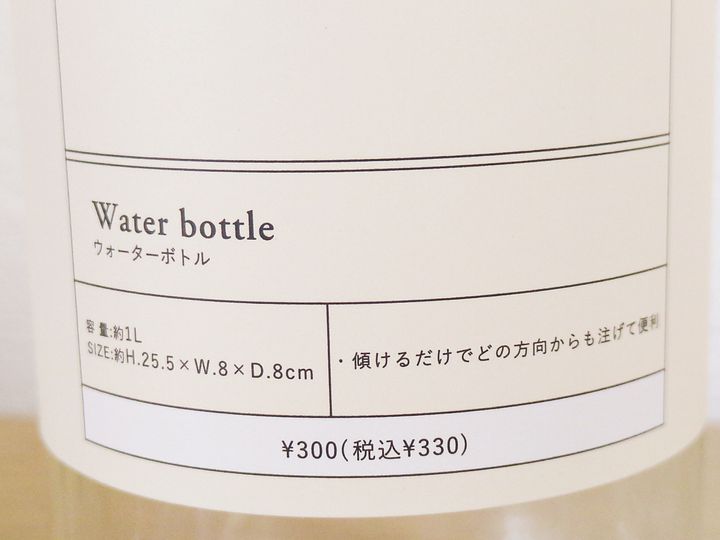 Water bottle
ウォーターボトル
容量:約1L
SIZE:約H.25.5×W.8×D.8cm
・傾けるだけでどの方向からも注げて便利
¥300(税込¥330)